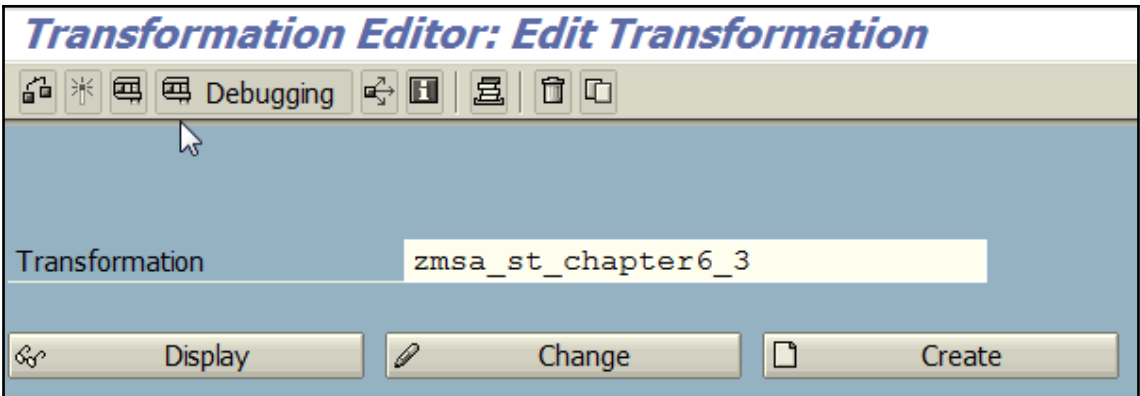 Transformation Editor: Edit Transformation
Debugging
Transformation zmsa_st_chapter6_3
Display Change Create